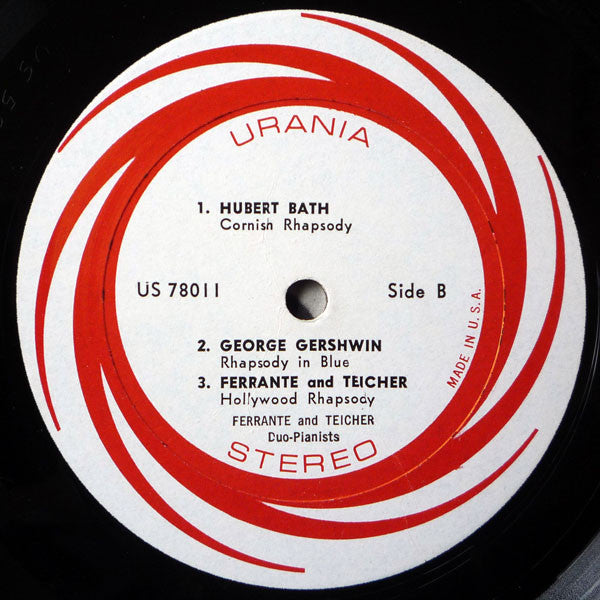 URANIA
1. HUBERT BATH
Cornish Rhapsody
US 78011
Side B
MADE IN U.S.A.
2. GEORGE GERSHWIN
Rhapsody in Blue
3. FERRANTE and TEICHER
Hollywood Rhapsody
FERRANTE and TEICHER
Duo-Pianists
STEREO